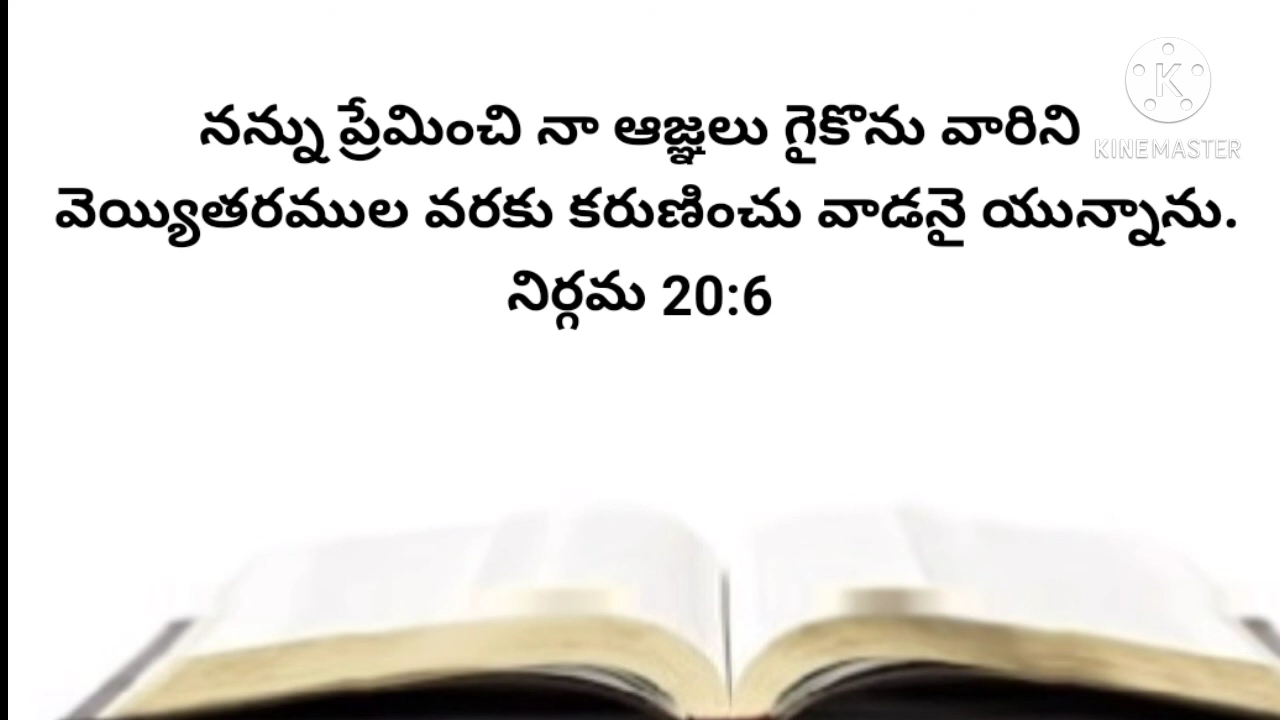 నన్ను ప్రేమించి నా ఆజ్ఞలు గైకొను వారిని
వెయ్యితరముల వరకు కరుణించు వాడనై యున్నాను.
నిర్గమ 20:6
K
KINEMASTER